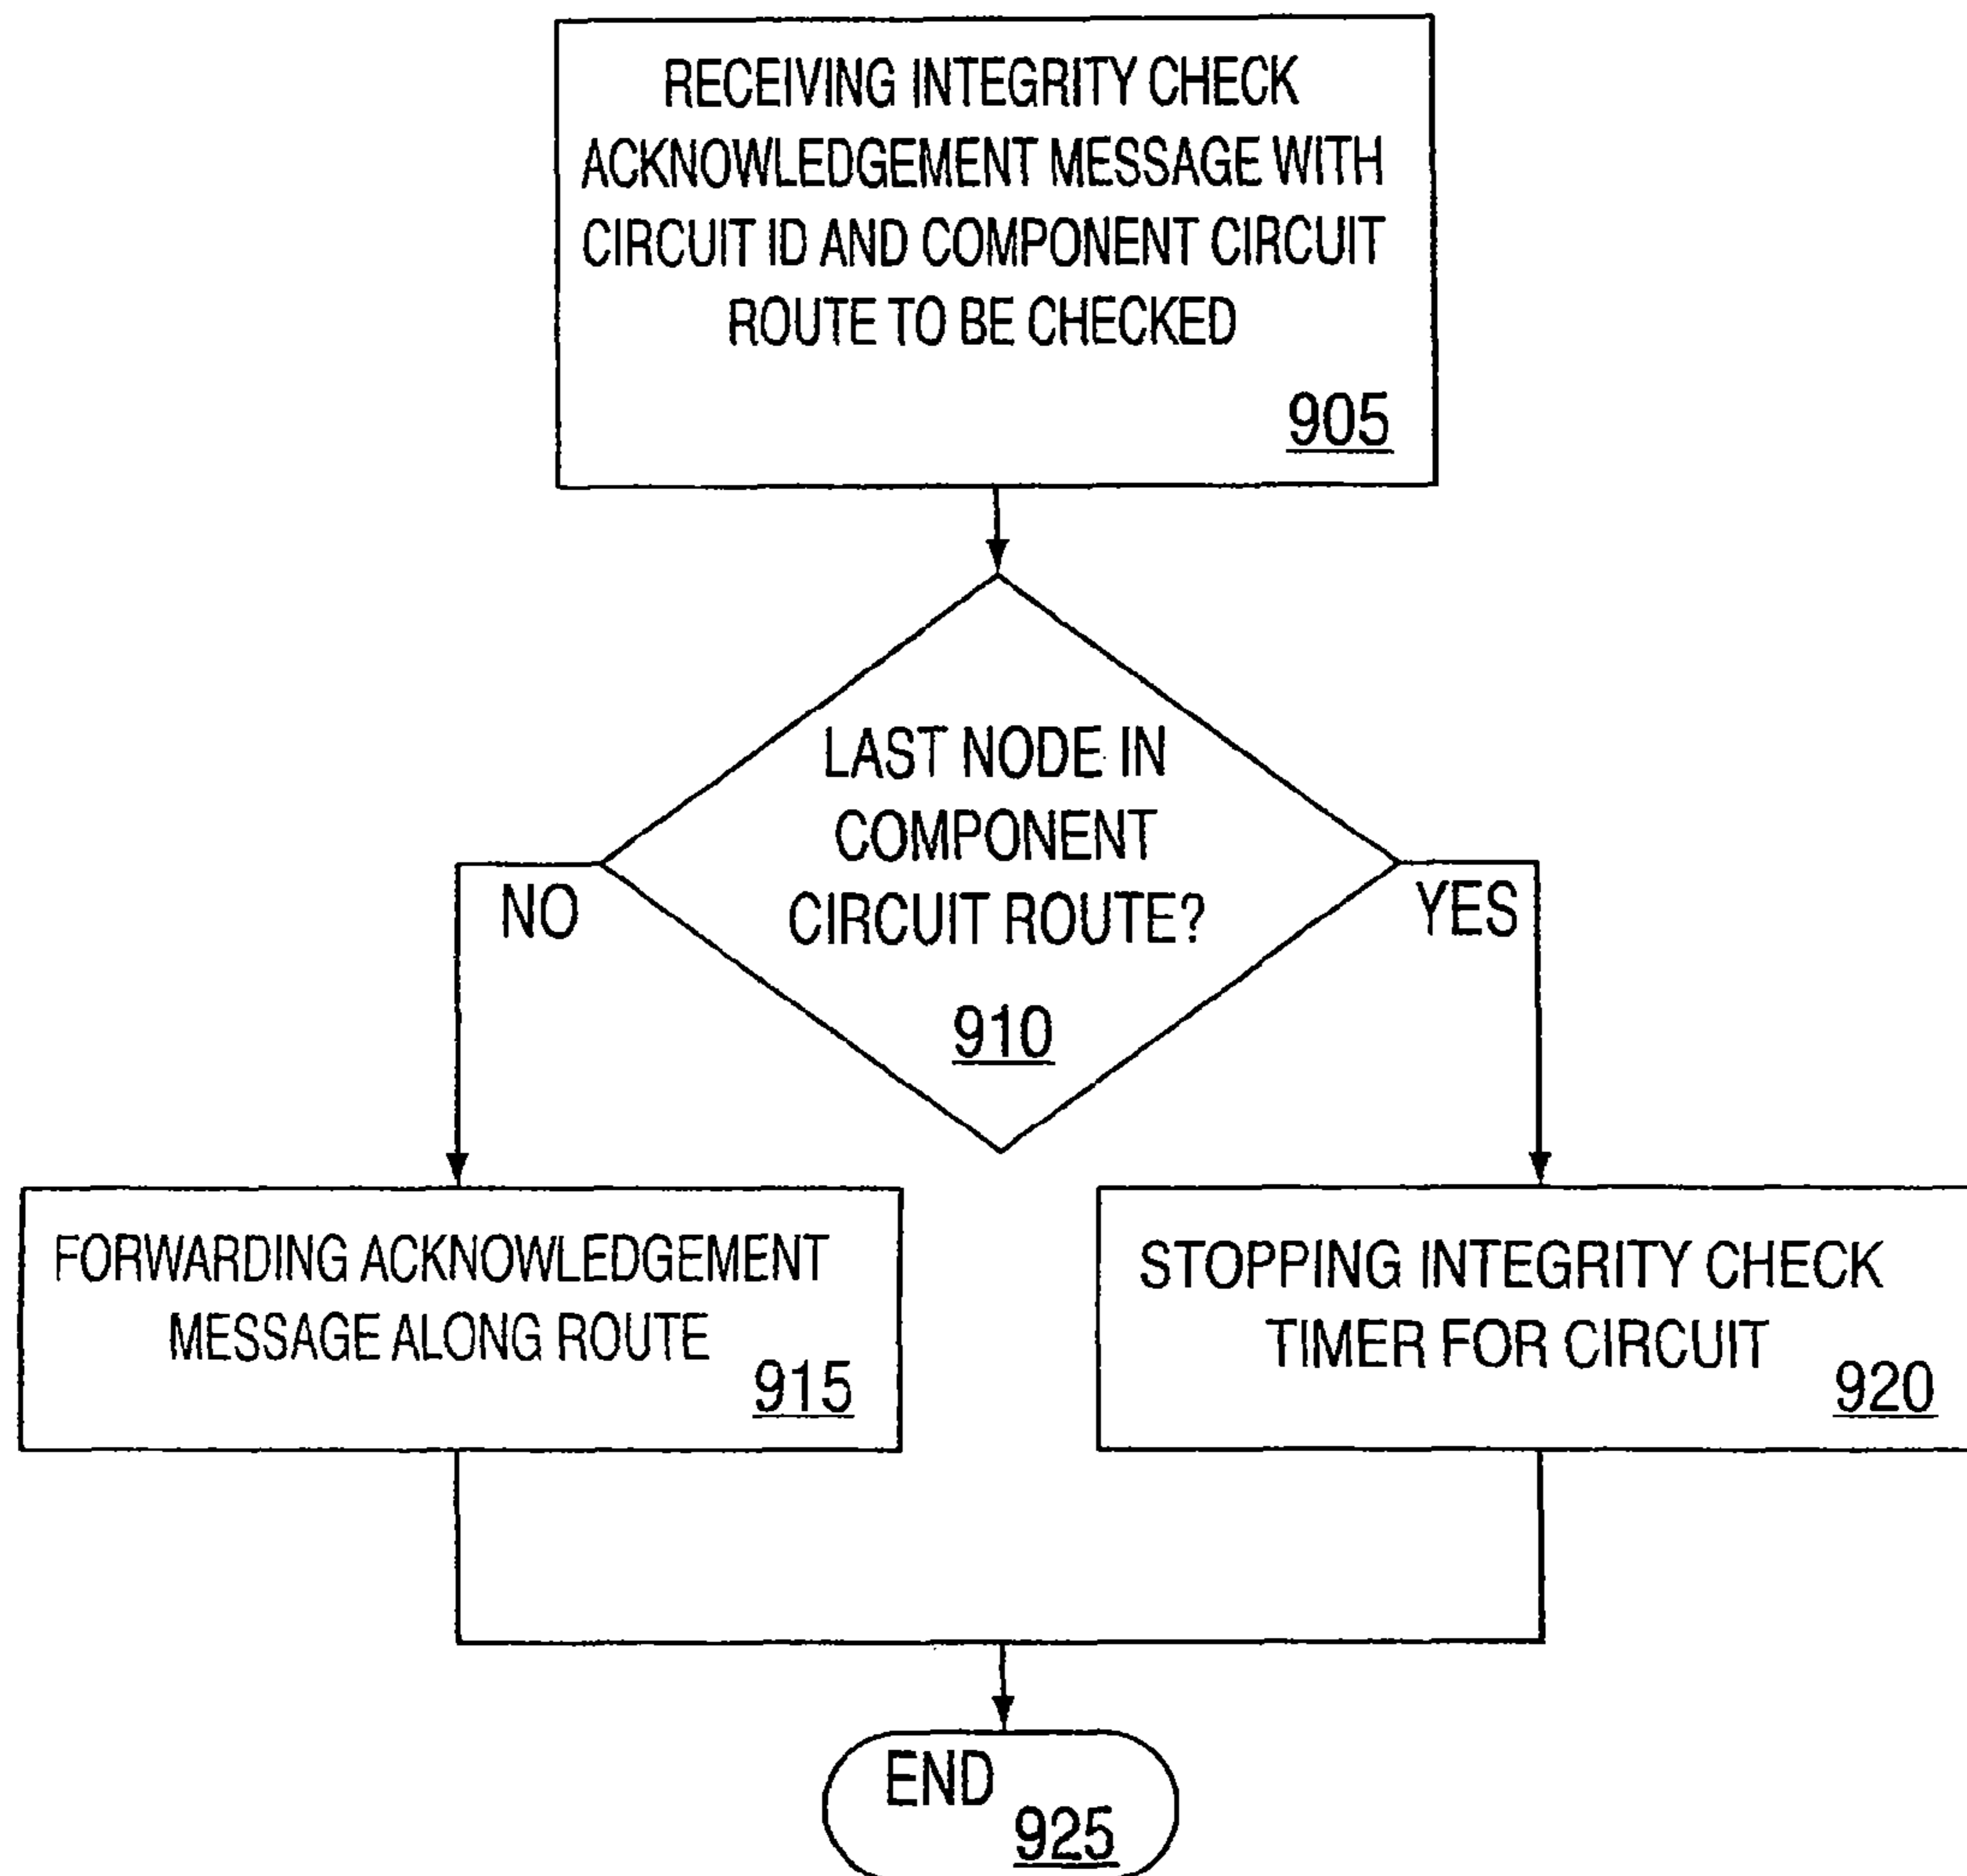 RECEIVING INTEGRITY CHECK
ACKNOWLEDGEMENT MESSAGE WITH
CIRCUIT ID AND COMPONENT CIRCUIT
ROUTE TO BE CHECKED
905
LAST NODE IN
COMPONENT
CIRCUIT ROUTE?
910
NO
YES
FORWARDING ACKNOWLEDGEMENT
MESSAGE ALONG ROUTE
915
STOPPING INTEGRITY CHECK
TIMER FOR CIRCUIT
920
END
925